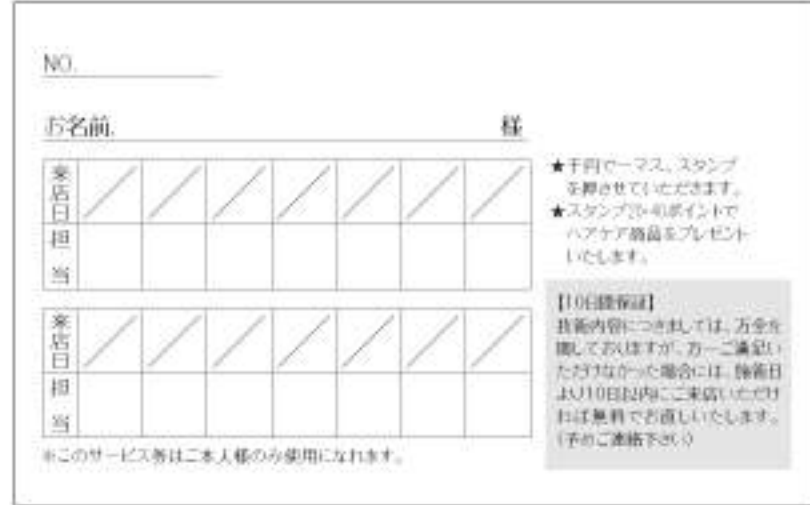 NO.
お名前. 様
来店日
担当
来店日
担当
※このサービス券はご本人様のみ使用になれます。
★千円で一マス、スタンプ
を押させていただきます。
★スタンプ20・40ポイントで
ヘアケア商品をプレゼント
いたします。
【10日間保証】
技術内容につきましては、万全を
期しておりますが、万一ご満足い
ただけなかった場合には、施術日
より10日以内にご来店いただけ
れば無料でお直しいたします。
(予めご連絡下さい)